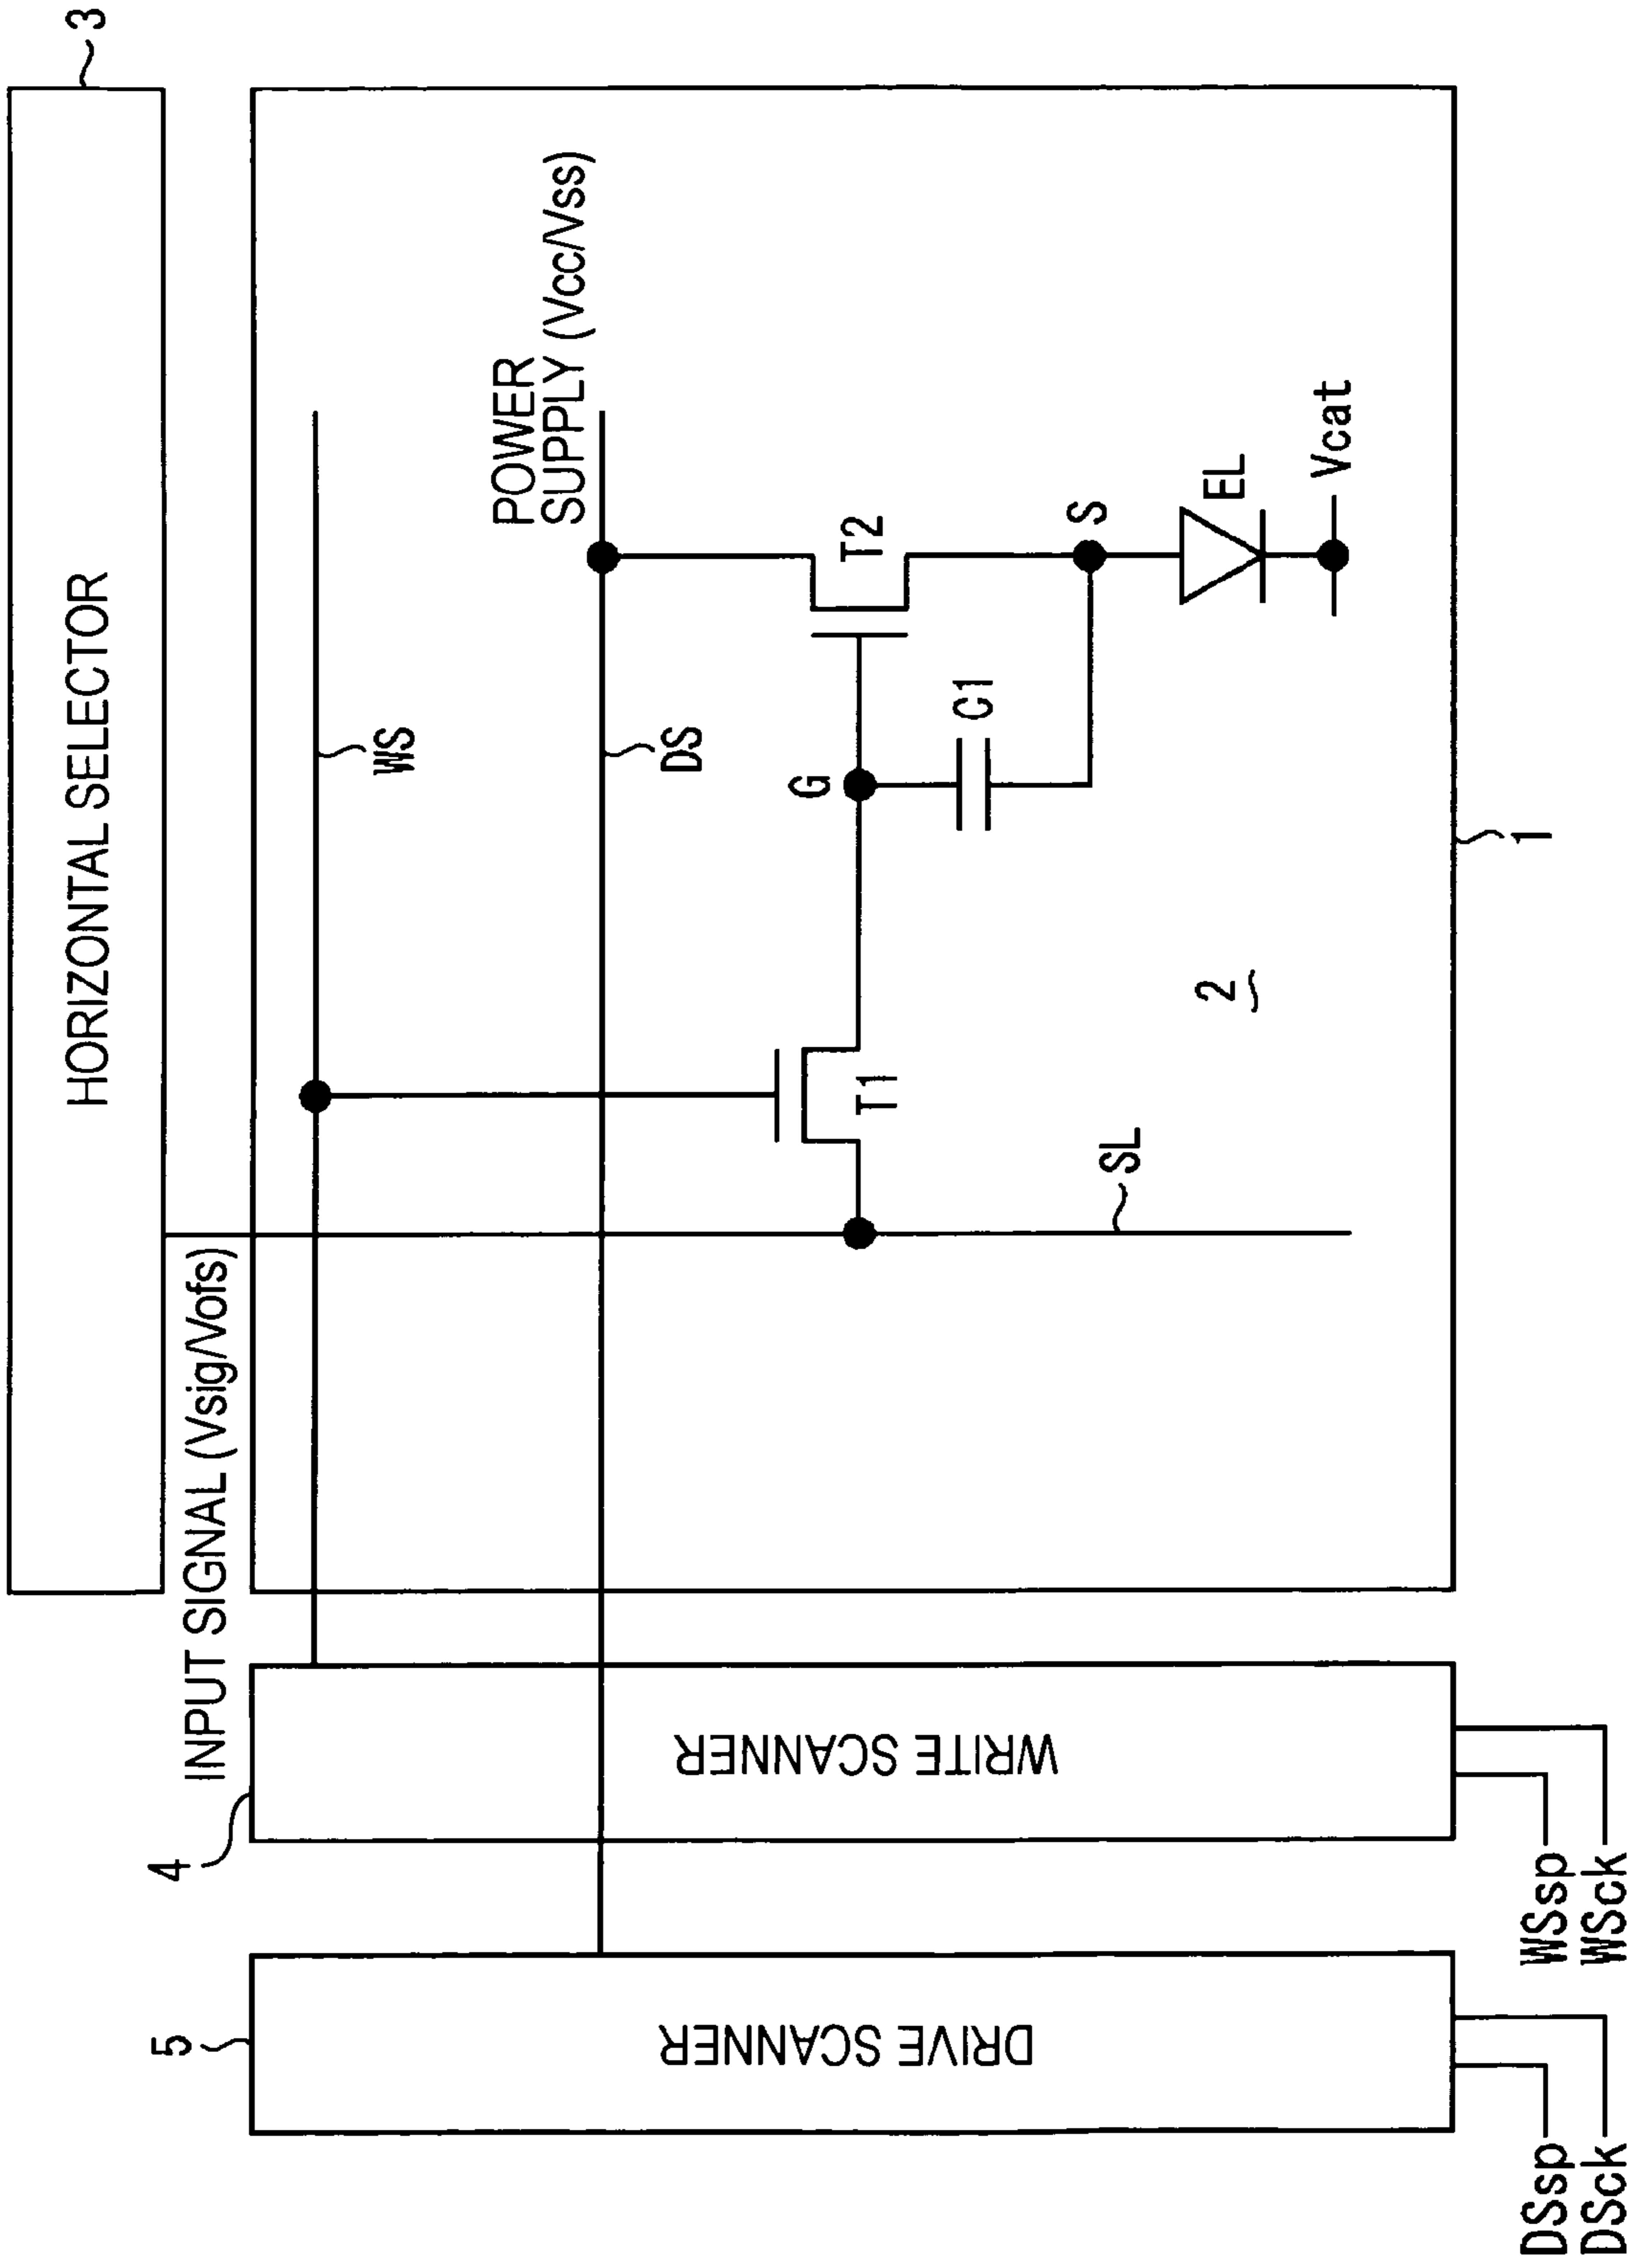 3
HORIZONTAL SELECTOR
INPUT SIGNAL (Vsig/Vofs)
4
5
WS
POWER
SUPPLY (Vcc/Vss)
DS
G
T2
T1
C1
S
SL
2
EL
Vcat
WRITE SCANNER
DRIVE SCANNER
1
DSsp
WSsp
DSck
WSck